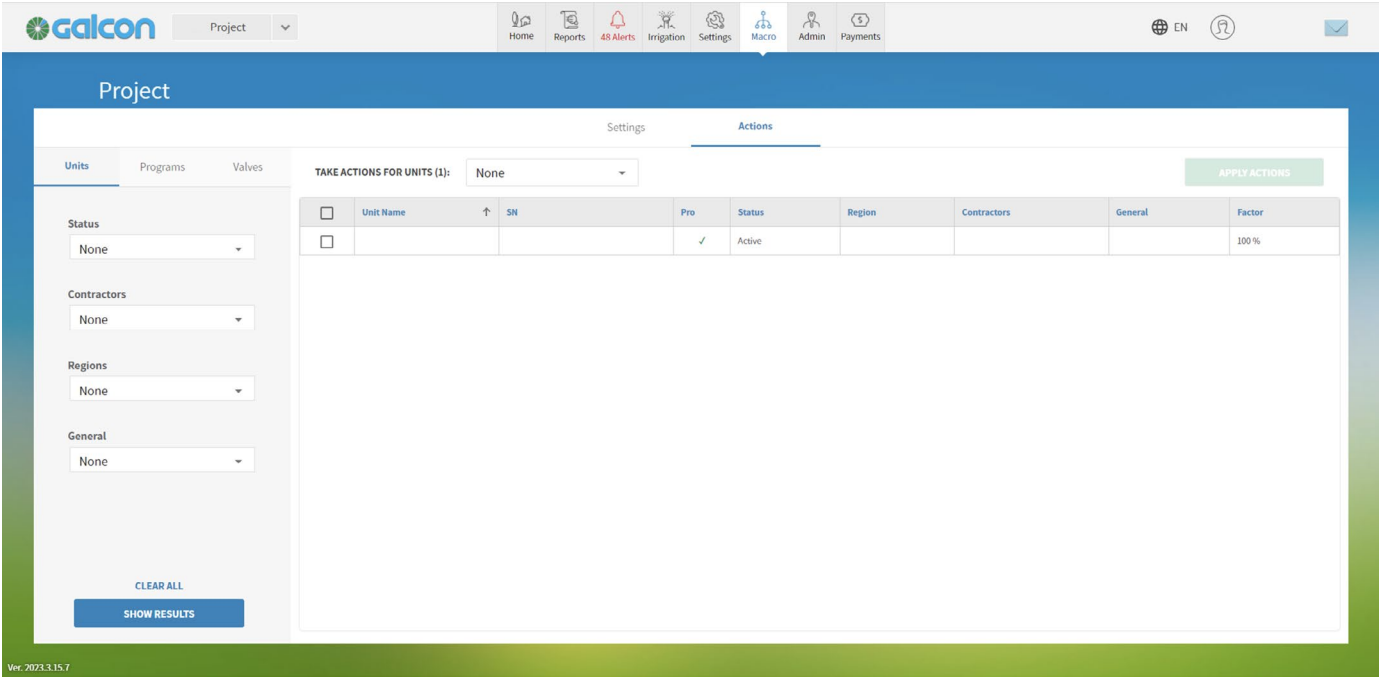 Galcon
Project
Home
Reports
48 Alerts
Irrigation
Settings
Macro
Admin
Payments
EN
Project
Settings
Actions
Units
Programs
Valves
TAKE ACTIONS FOR UNITS (1):
None
APPLY ACTIONS
Unit Name
SN
Pro
Status
Region
Contractors
General
Factor
Active
100 %
Status
None
Contractors
None
Regions
None
General
None
CLEAR ALL
SHOW RESULTS
Ver. 2023.3.15.7